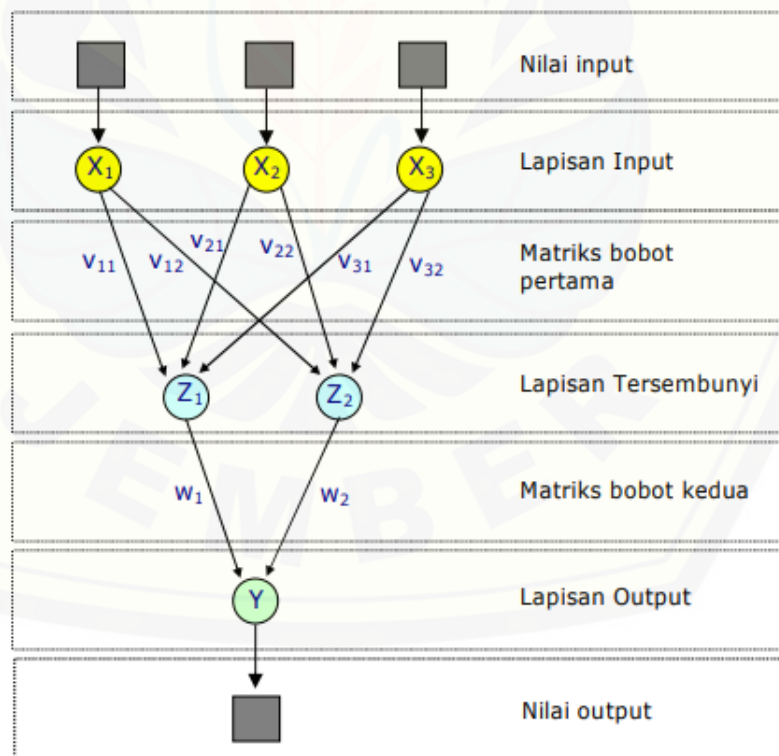 Nilai input
X1 X2 X3
Lapisan Input
v11 v12 v21 v22 v31 v32
Matriks bobot
pertama
Z1 Z2
Lapisan Tersembunyi
w1 w2
Matriks bobot kedua
Y
Lapisan Output
Nilai output
JEMBER